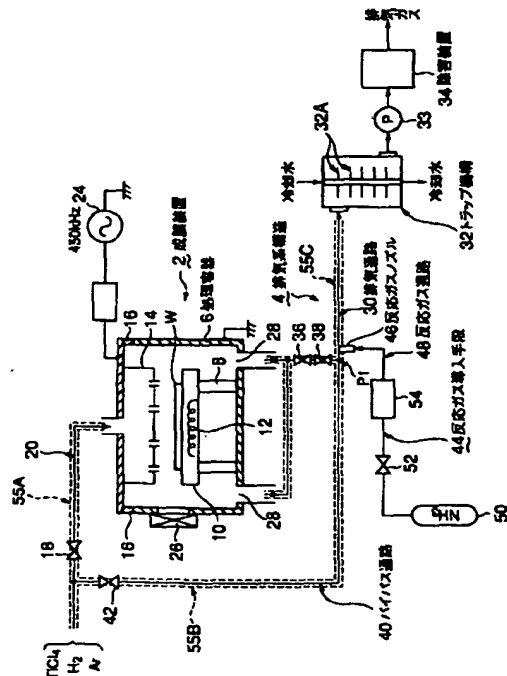 TiCl4
H2
Ar
55A
20
18
42
16
14
W
450kHz
24
2 成膜装置
6 処理容器
18
26
28
10
12
8
28
36
38
4 排気系構造
55C
30 排気通路
46 反応ガスノズル
48 反応ガス通路
P1
54
44 反応ガス導入手段
52
NH3
50
55B
40 バイパス通路
冷却水
32A
冷却水
32 トラップ機構
P
33
34 除害装置
排気ガス